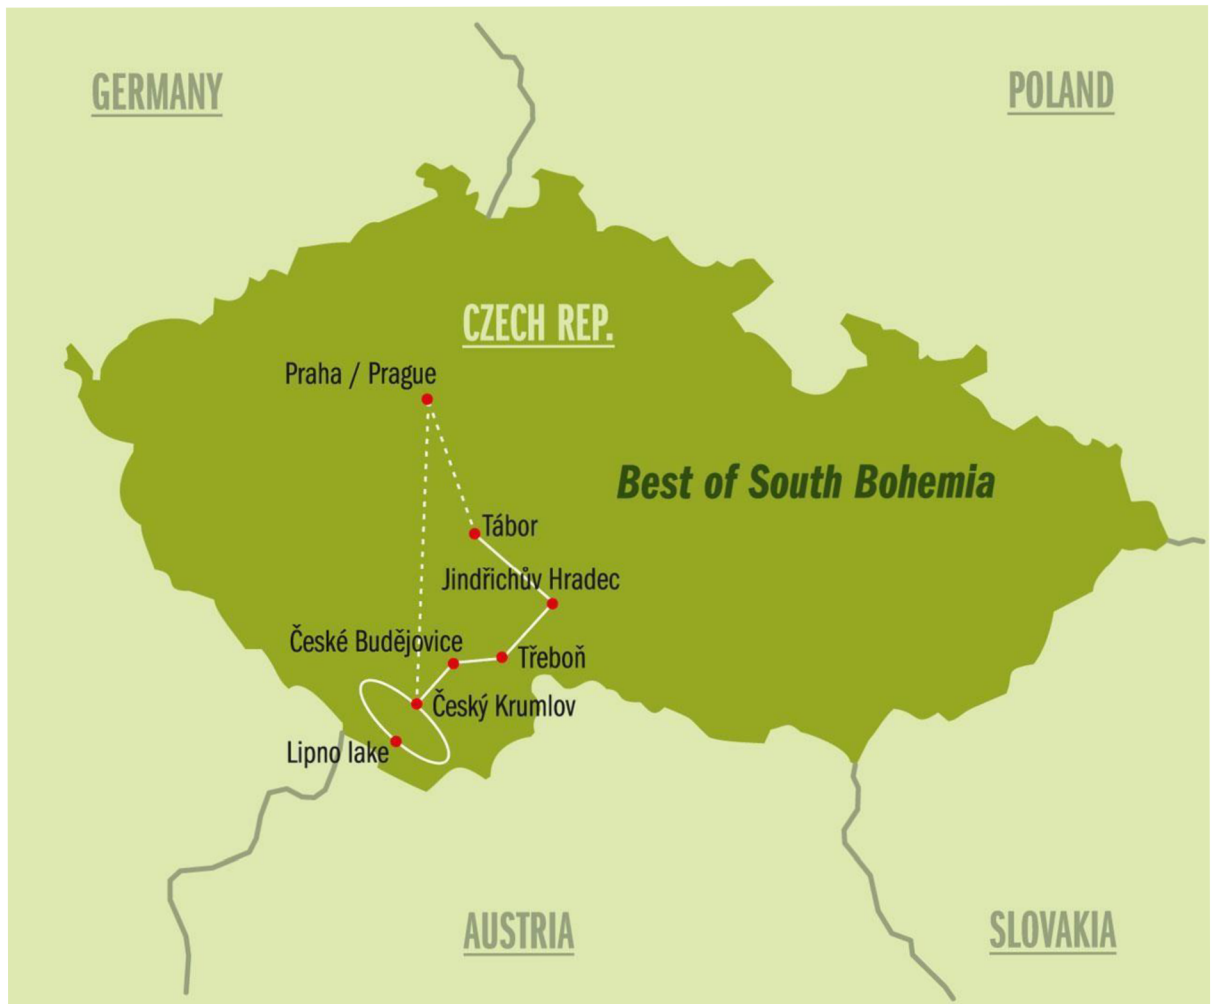 GERMANY
POLAND
CZECH REP.
Praha / Prague
Best of South Bohemia
Tábor
Jindřichův Hradec
České Budějovice
Třeboň
Český Krumlov
Lipno lake
AUSTRIA
SLOVAKIA